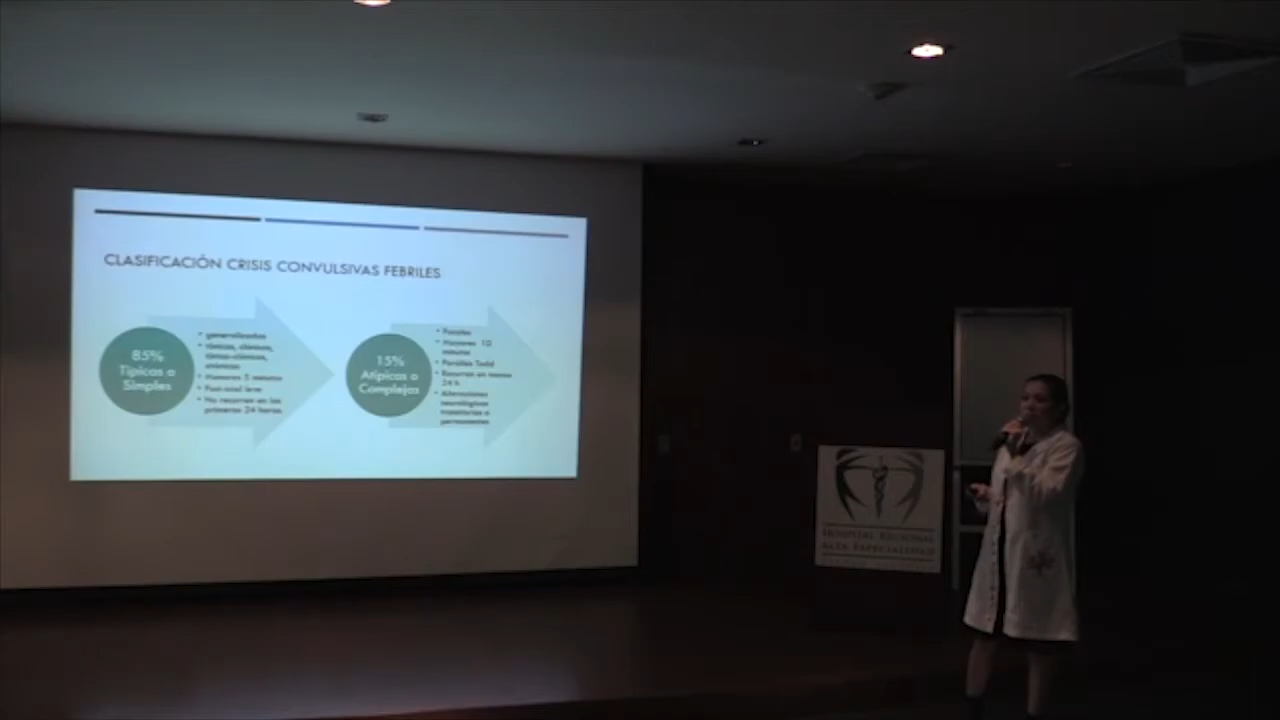 CLASIFICACIÓN CRISIS CONVULSIVAS FEBRILES
85%
Típicas o
Simples
• generalizadas
• tónicas, clónicas,
tónico-clónicas,
atónicas
• Menores 5 minutos
• Post-ictal leve
• No recurren en las
primeras 24 horas
15%
Atípicas o
Complejas
• Focales
• Mayores 10
minutos
• Parálisis Todd
• Recurren en menos
24 h
• Alteraciones
neurológicas
transitorias o
permanentes
HOSPITAL REGIONAL
ALTA ESPECIALIDAD